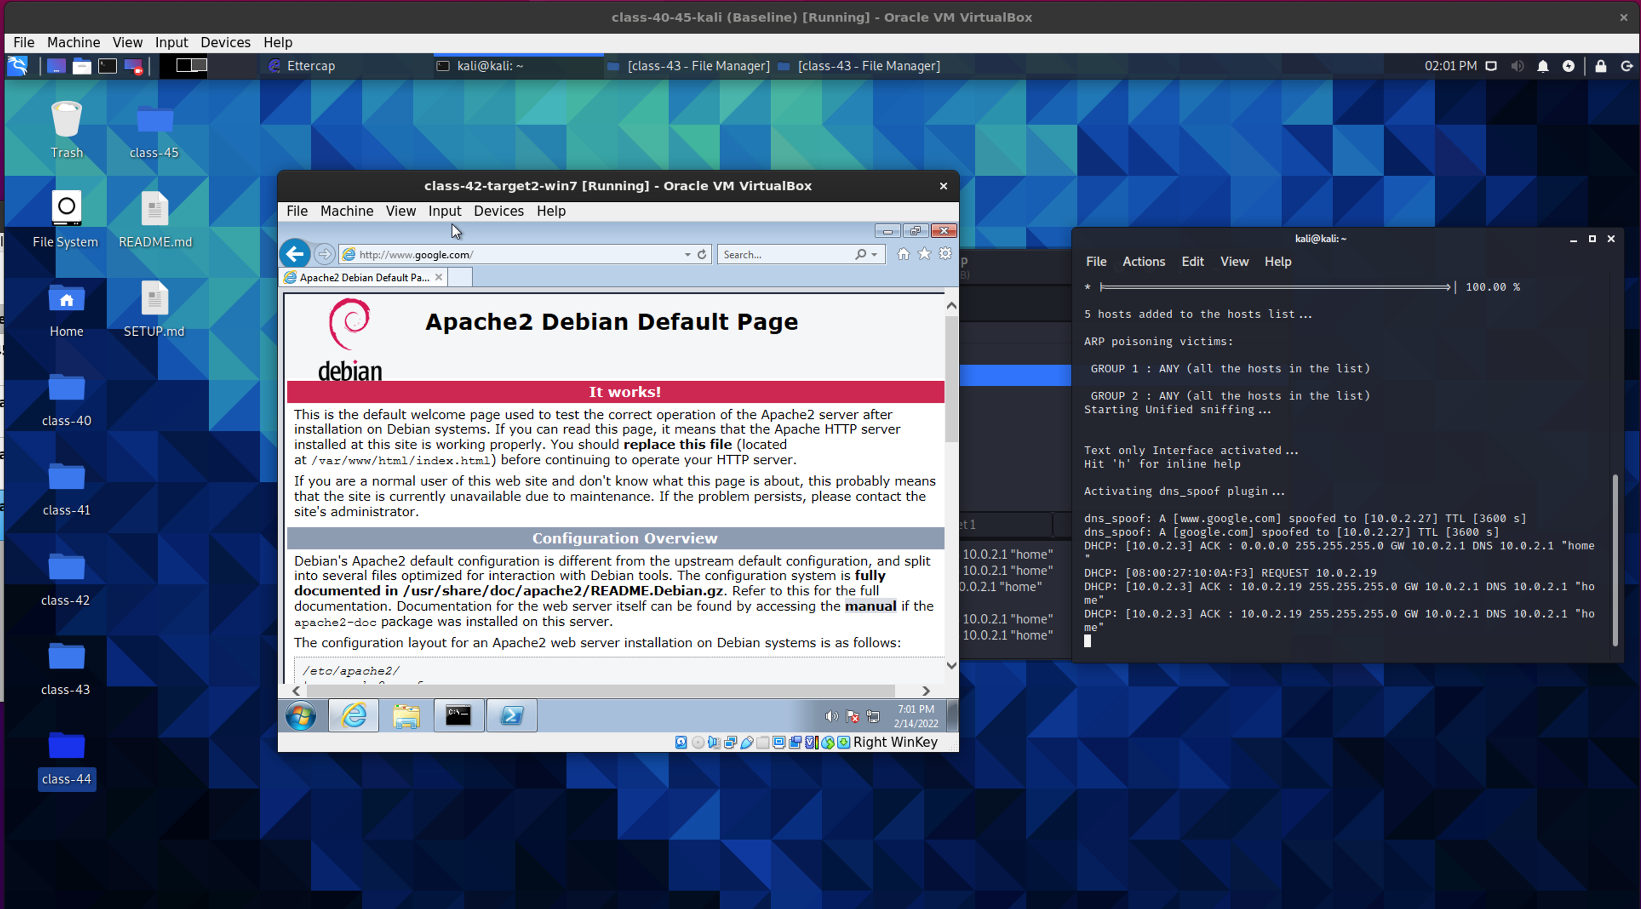 class-40-45-kali (Baseline) [Running] - Oracle VM VirtualBox
File Machine View Input Devices Help
Ettercap
kali@kali: ~
[class-43 - File Manager]
[class-43 - File Manager]
02:01 PM
Trash
class-45
File System
README.md
Home
SETUP.md
class-40
class-41
class-42
class-43
class-44
class-42-target2-win7 [Running] - Oracle VM VirtualBox
File Machine View Input Devices Help
http://www.google.com/
Search...
Apache2 Debian Default Pa...
debian
Apache2 Debian Default Page
It works!
This is the default welcome page used to test the correct operation of the Apache2 server after
installation on Debian systems. If you can read this page, it means that the Apache HTTP server
installed at this site is working properly. You should replace this file (located
at /var/www/html/index.html) before continuing to operate your HTTP server.
If you are a normal user of this web site and don't know what this page is about, this probably means
that the site is currently unavailable due to maintenance. If the problem persists, please contact the
site's administrator.
Configuration Overview
Debian's Apache2 default configuration is different from the upstream default configuration, and split
into several files optimized for interaction with Debian tools. The configuration system is fully
documented in /usr/share/doc/apache2/README.Debian.gz. Refer to this for the full
documentation. Documentation for the web server itself can be found by accessing the manual if the
apache2-doc package was installed on this server.
The configuration layout for an Apache2 web server installation on Debian systems is as follows:
/etc/apache2/
7:01 PM
2/14/2022
Right WinKey
et 1
10.0.2.1 "home"
10.0.2.1 "home"
0.0.2.1 "home"
10.0.2.1 "home"
10.0.2.1 "home"
kali@kali: ~
File Actions Edit View Help
* |==================================================>| 100.00 %
5 hosts added to the hosts list...
ARP poisoning victims:
GROUP 1 : ANY (all the hosts in the list)
GROUP 2 : ANY (all the hosts in the list)
Starting Unified sniffing...
Text only Interface activated...
Hit 'h' for inline help
Activating dns_spoof plugin...
dns_spoof: A [www.google.com] spoofed to [10.0.2.27] TTL [3600 s]
dns_spoof: A [google.com] spoofed to [10.0.2.27] TTL [3600 s]
DHCP: [10.0.2.3] ACK : 0.0.0.0 255.255.255.0 GW 10.0.2.1 DNS 10.0.2.1 "home
"
DHCP: [08:00:27:10:0A:F3] REQUEST 10.0.2.19
DHCP: [10.0.2.3] ACK : 10.0.2.19 255.255.255.0 GW 10.0.2.1 DNS 10.0.2.1 "ho
me"
DHCP: [10.0.2.3] ACK : 10.0.2.19 255.255.255.0 GW 10.0.2.1 DNS 10.0.2.1 "ho
me"